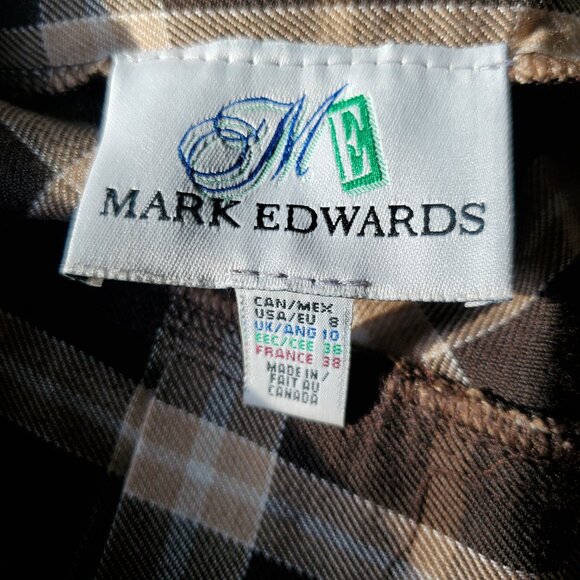 ME
MARK EDWARDS
CAN/MEX
USA/EU 8
UK/ANG 10
EEC/CEE 36
FRANCE 38
MADE IN /
FAIT AU
CANADA